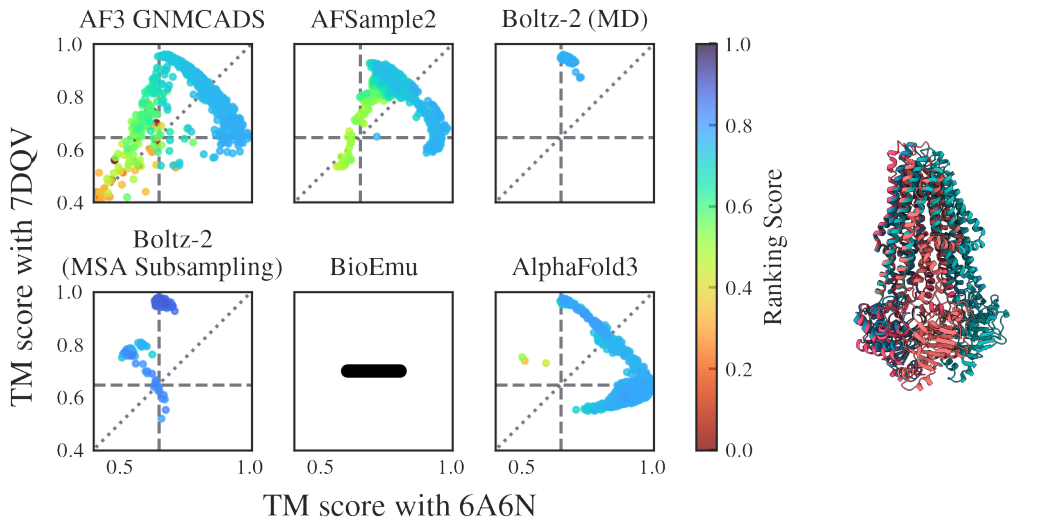 AF3 GNMCADS
AFSample2
Boltz-2 (MD)
1.0
0.8
0.6
0.4
1.0
0.8
0.6
0.4
0.2
0.0
Ranking Score
TM score with 7DQV
Boltz-2
(MSA Subsampling)
BioEmu
AlphaFold3
1.0
0.8
0.6
0.4
0.5
1.0
0.5
1.0
0.5
1.0
TM score with 6A6N